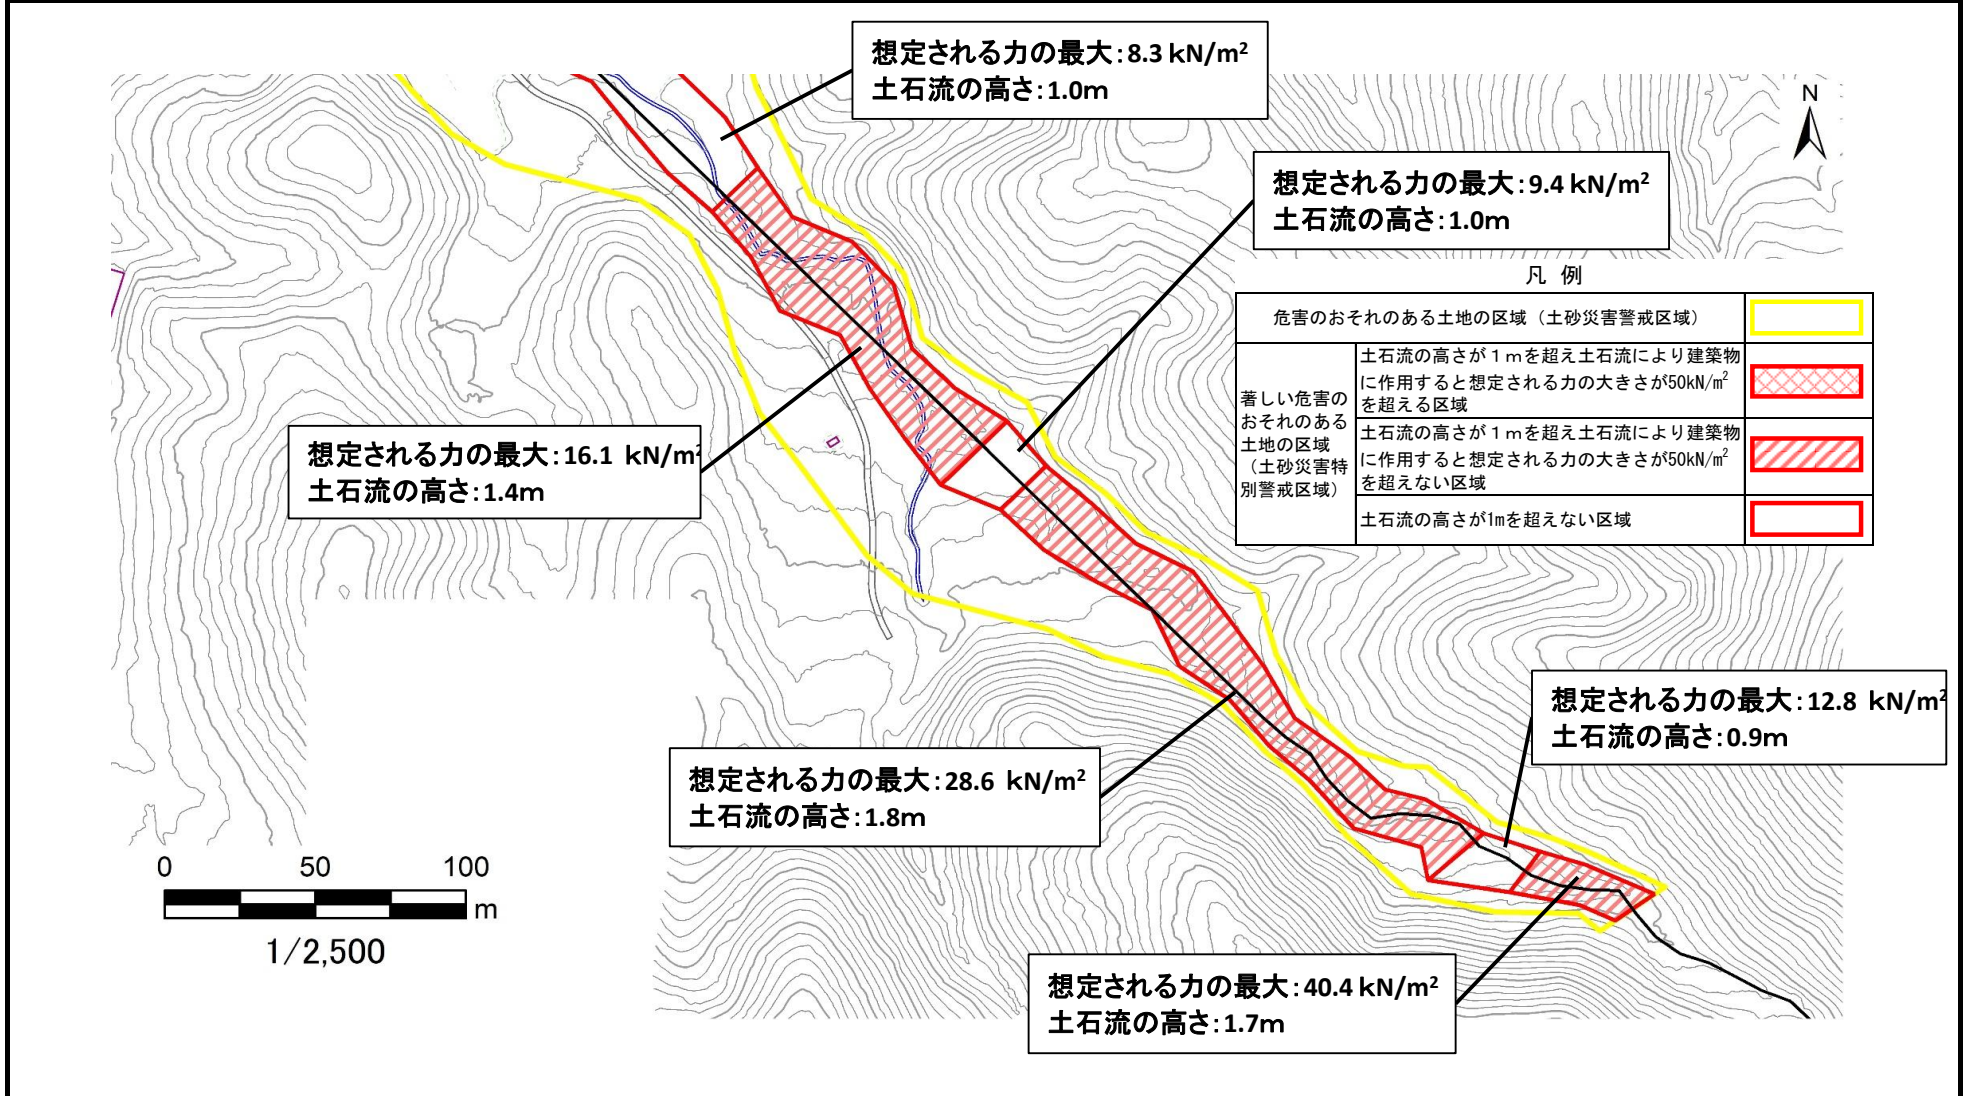 想定される力の最大：8.3 kN/m²
土石流の高さ：1.0m
N
想定される力の最大：9.4 kN/m²
土石流の高さ：1.0m
凡 例
危害のおそれのある土地の区域（土砂災害警戒区域）
著しい危害の
おそれのある
土地の区域
（土砂災害特
別警戒区域）
土石流の高さが１ｍを超え土石流により建築物
に作用すると想定される力の大きさが50kN/m²
を超える区域
土石流の高さが１ｍを超え土石流により建築物
に作用すると想定される力の大きさが50kN/m²
を超えない区域
土石流の高さが1mを超えない区域
想定される力の最大：16.1 kN/m²
土石流の高さ：1.4m
想定される力の最大：12.8 kN/m²
土石流の高さ：0.9m
想定される力の最大：28.6 kN/m²
土石流の高さ：1.8m
0 50 100
m
1/2,500
想定される力の最大：40.4 kN/m²
土石流の高さ：1.7m